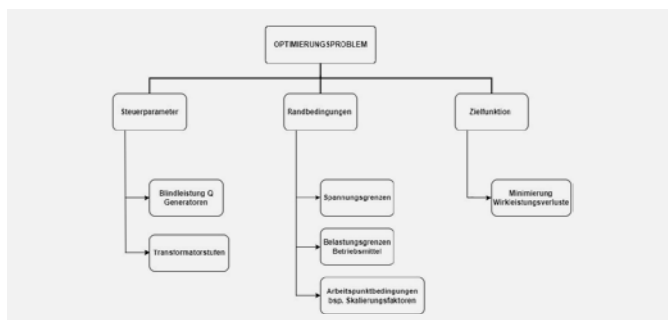 OPTIMIERUNGSPROBLEM
Steuerparameter
Randbedingungen
Zielfunktion
Blindleistung Q
Generatoren
Transformatorstufen
Spannungsgrenzen
Belastungsgrenzen
Betriebsmittel
Arbeitspunktbedingungen
bsp. Skalierungsfaktoren
Minimierung
Wirkleistungsverluste